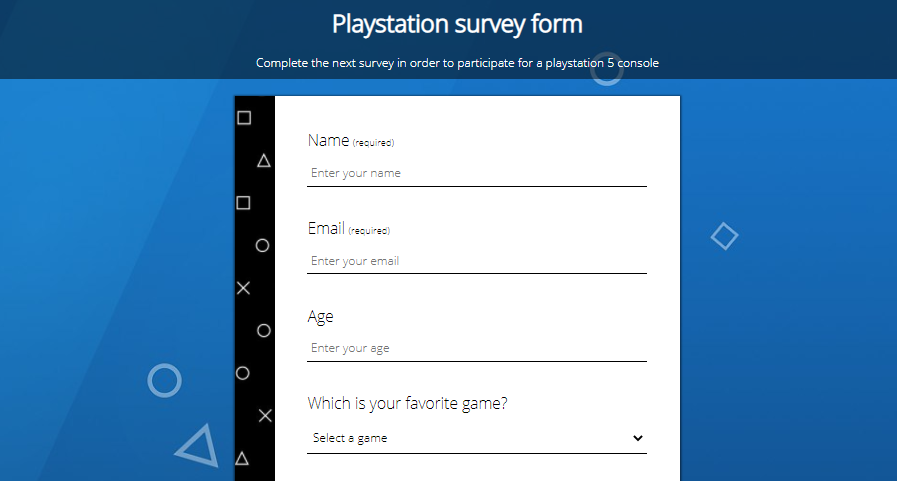 Playstation survey form
Complete the next survey in order to participate for a playstation 5 console
Name (required)
Enter your name
Email (required)
Enter your email
Age
Enter your age
Which is your favorite game?
Select a game